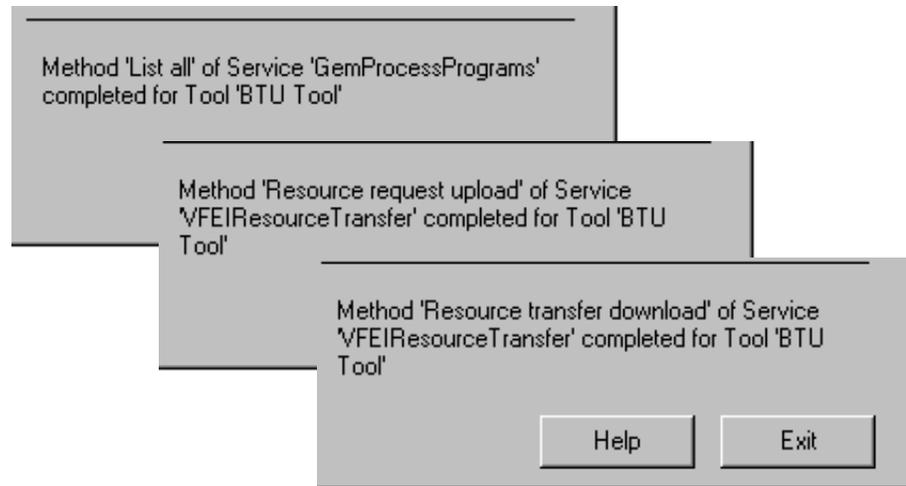 Method 'List all' of Service 'GemProcessPrograms'
completed for Tool 'BTU Tool'
Method 'Resource request upload' of Service
'VFEIResourceTransfer' completed for Tool 'BTU
Tool'
Method 'Resource transfer download' of Service
'VFEIResourceTransfer' completed for Tool 'BTU
Tool'
Help Exit